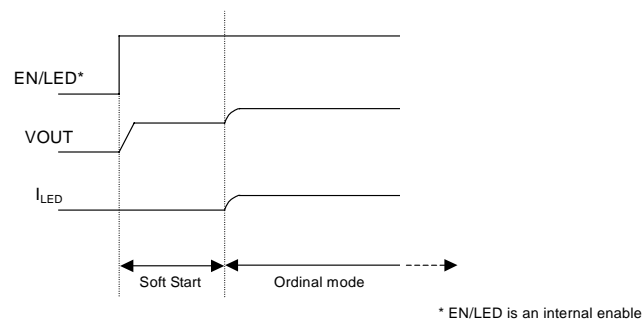 EN/LED*
VOUT
ILED
Soft Start
Ordinal mode
* EN/LED is an internal enable